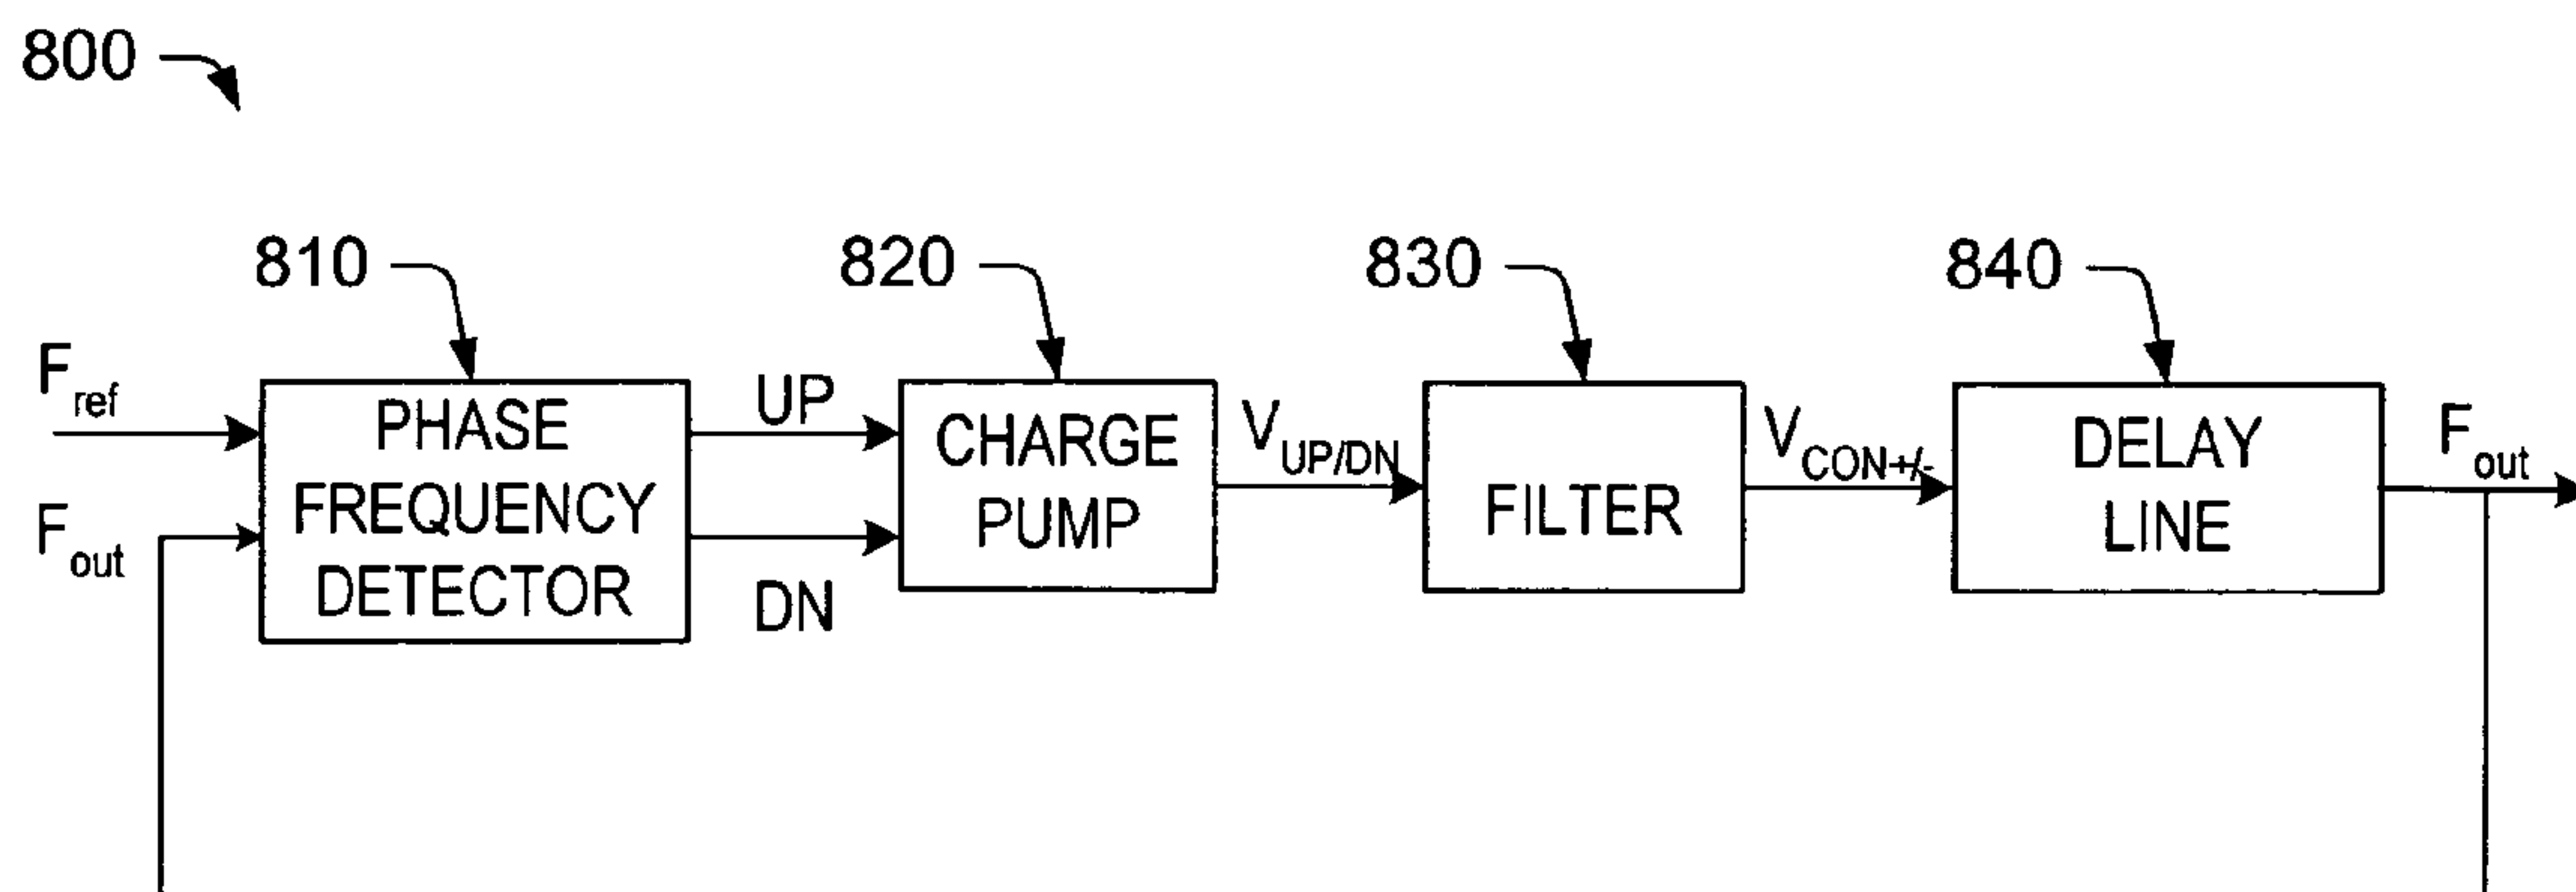 800
810
820
830
840
F_ref
F_out
PHASE
FREQUENCY
DETECTOR
UP
DN
CHARGE
PUMP
V_UP/DN
FILTER
V_CON+/-
DELAY
LINE
F_out